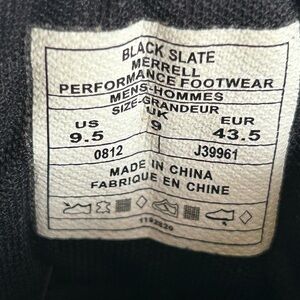 BLACK SLATE
MERRELL
PERFORMANCE FOOTWEAR
MENS-HOMMES
SIZE-GRANDEUR
US UK EUR
9.5 9 43.5
0812 J39961
MADE IN CHINA
FABRIQUE EN CHINE